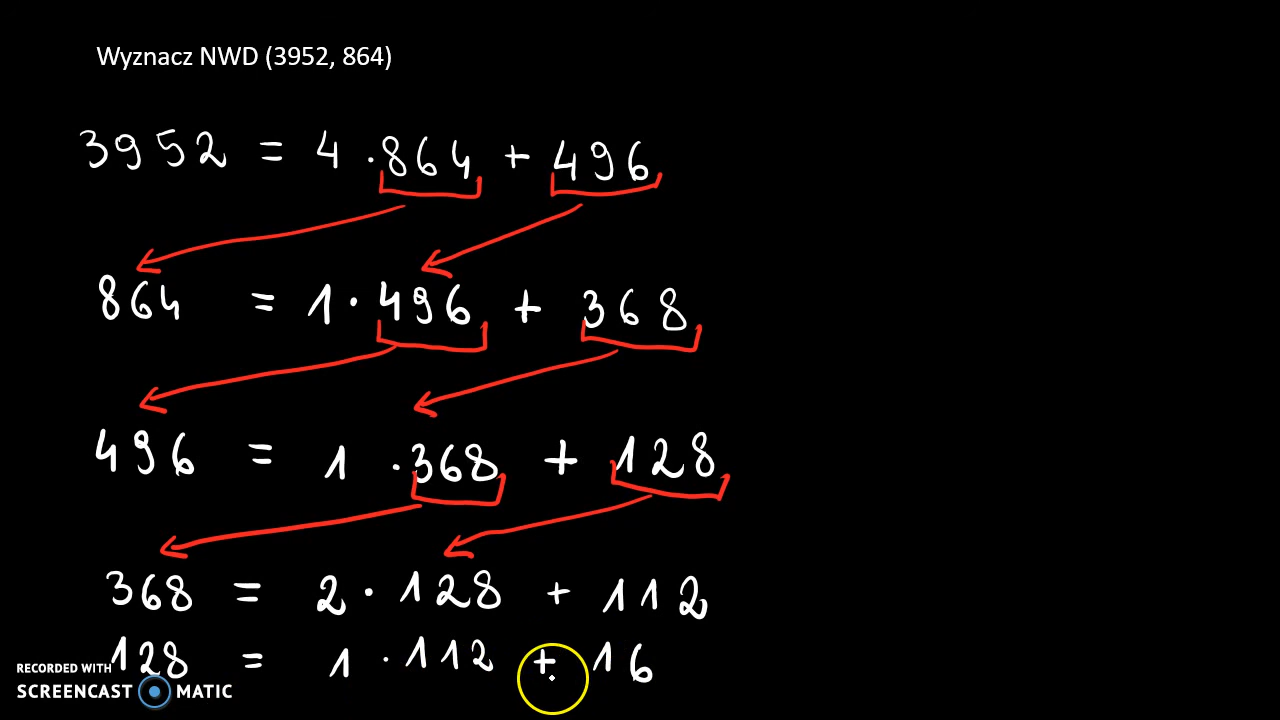 Wyznacz NWD (3952, 864)
3952 = 4 · 864 + 496
864 = 1 · 496 + 368
496 = 1 · 368 + 128
368 = 2 · 128 + 112
128 = 1 · 112 + 16
RECORDED WITH
SCREENCAST MATIC